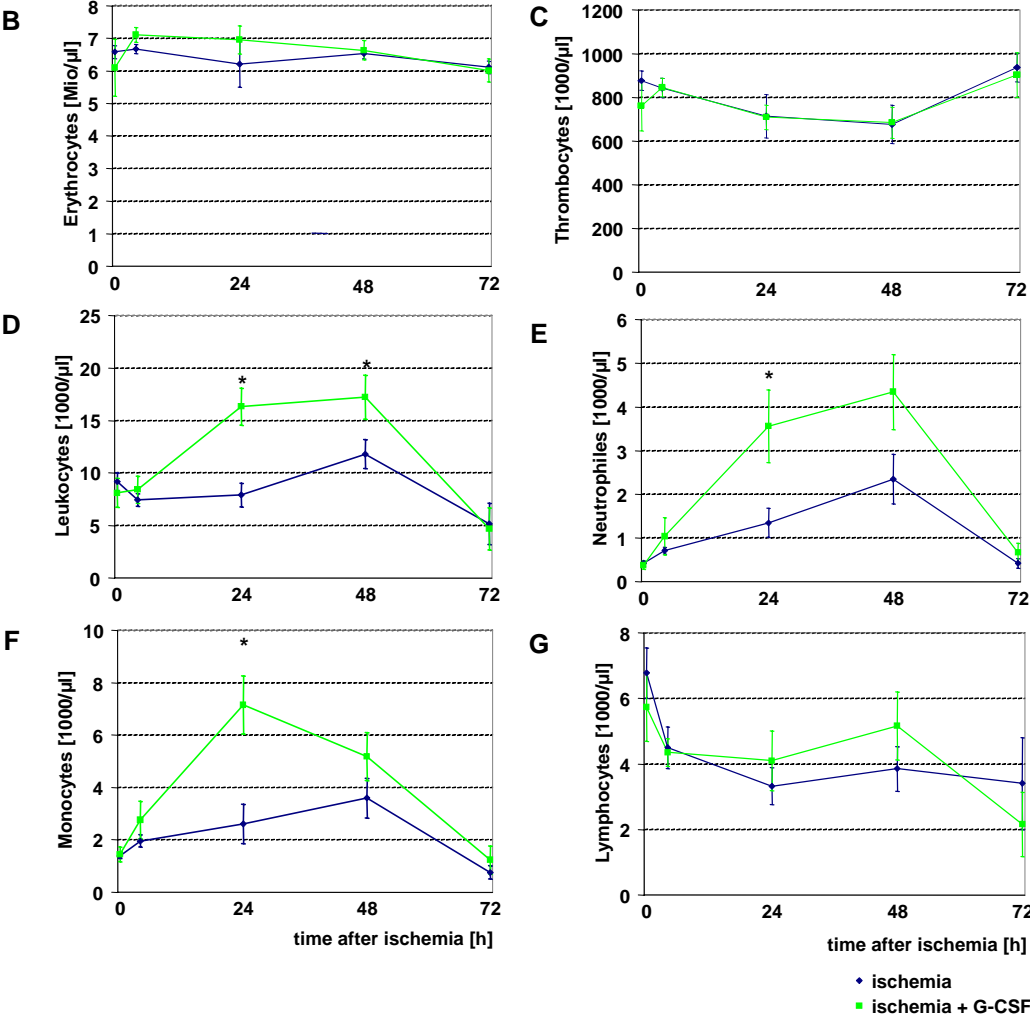 B
Erythrocytes [Mio/µl]
8
7
6
5
4
3
2
1
0
0 24 48 72
C
Thrombocytes [1000/µl]
1200
1000
800
600
400
200
0
0 24 48 72
D
Leukocytes [1000/µl]
25
20
15
10
5
0
* *
0 24 48 72
E
Neutrophiles [1000/µl]
6
5
4
3
2
1
0
*
0 24 48 72
F
Monocytes [1000/µl]
10
8
6
4
2
0
*
0 24 48 72
time after ischemia [h]
G
Lymphocytes [1000/µl]
8
6
4
2
0
0 24 48 72
time after ischemia [h]
ischemia
ischemia + G-CSF